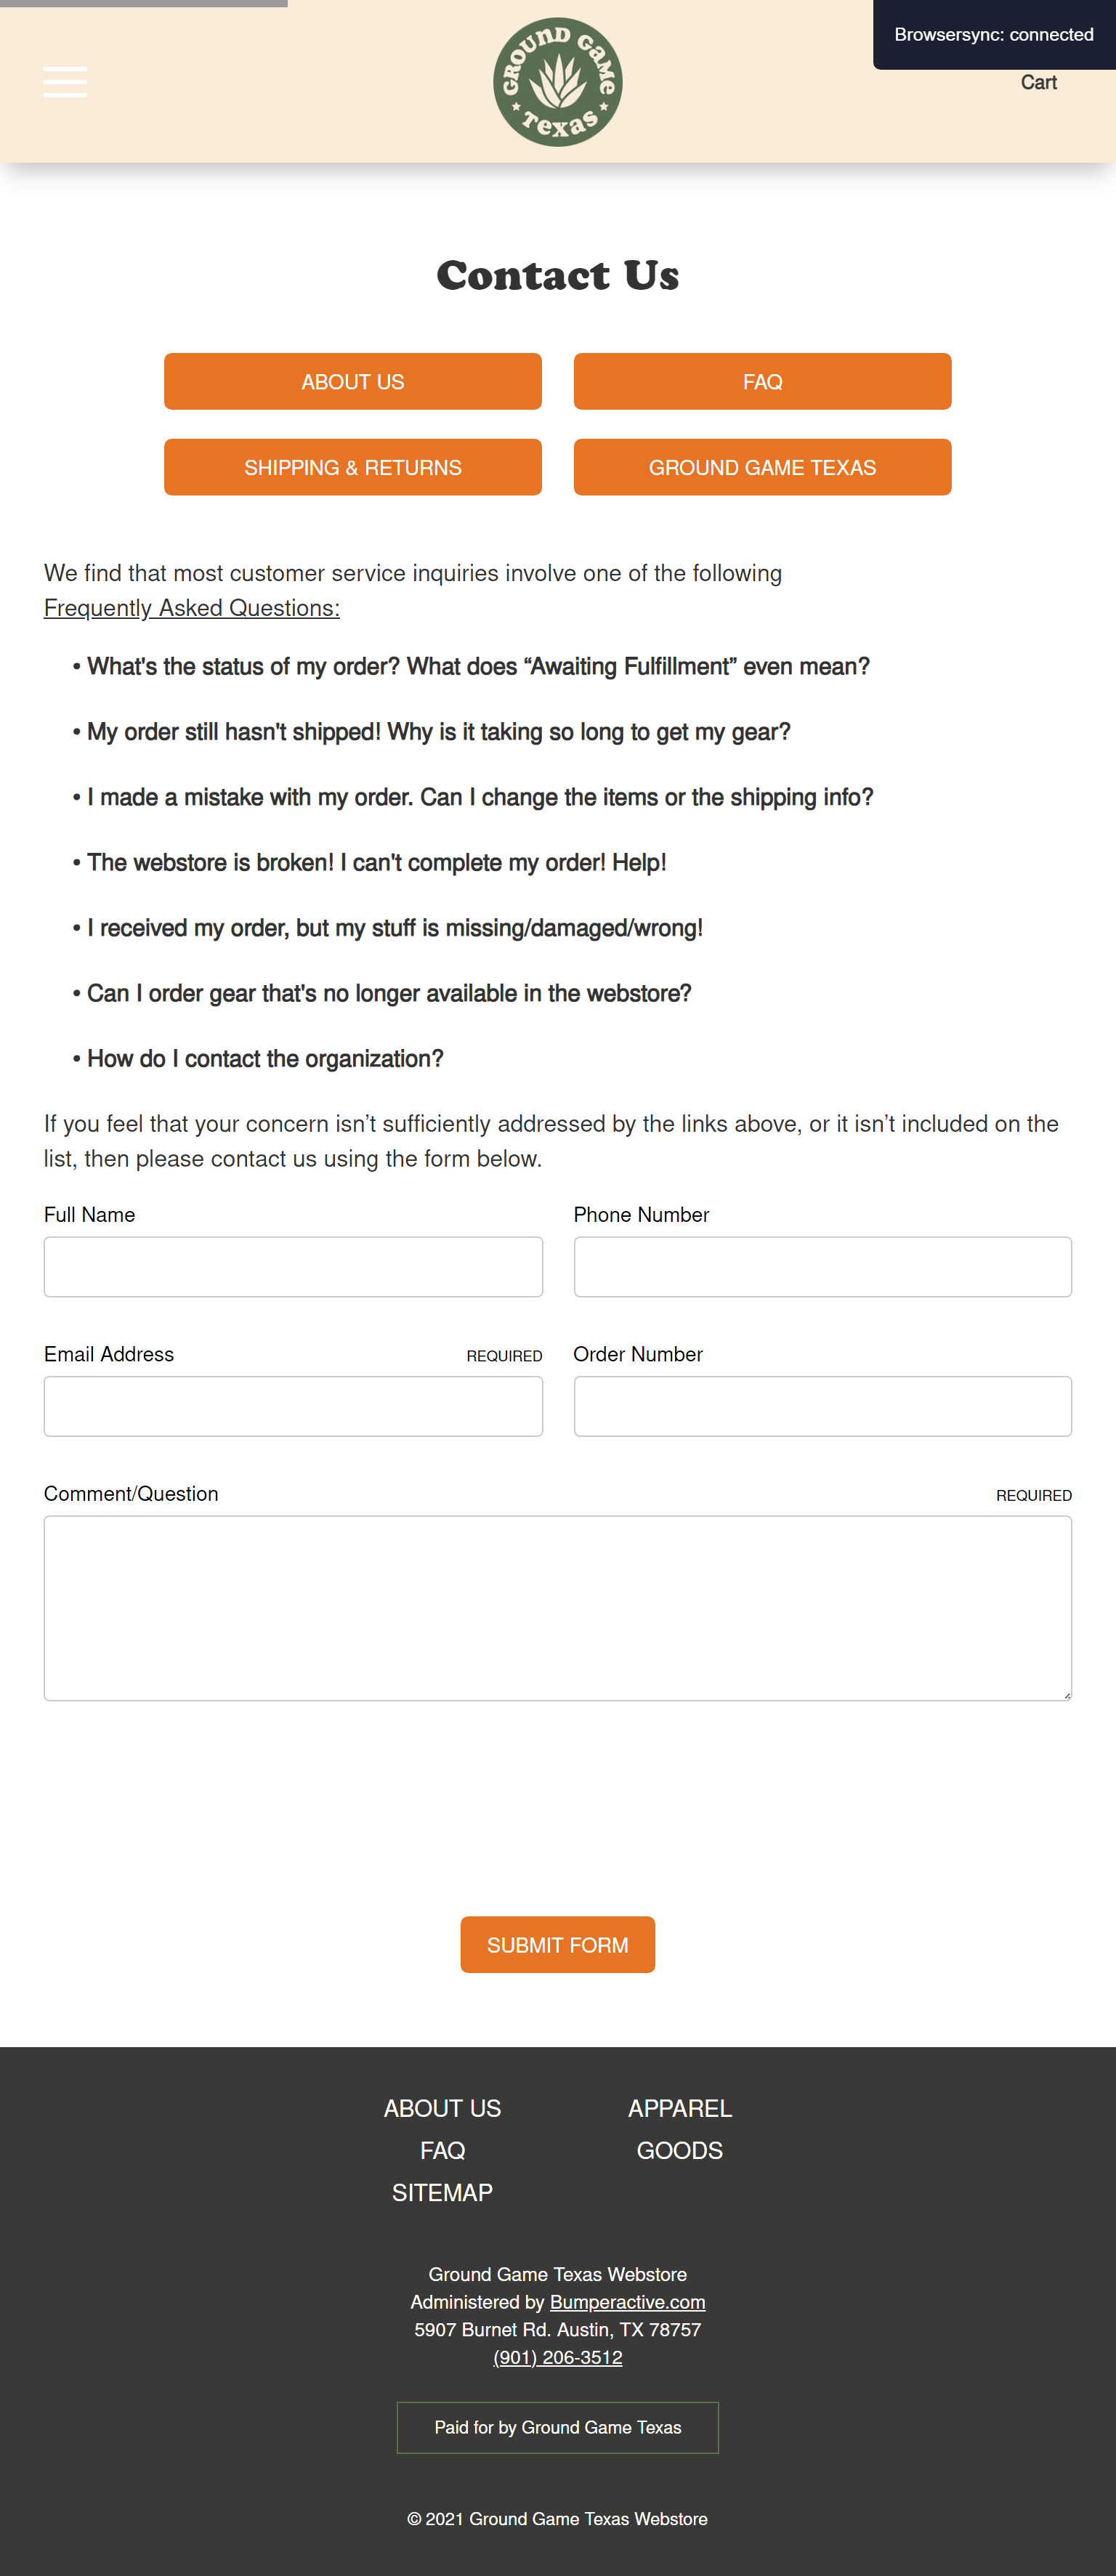 GROUND GAME
Texas
Browsersync: connected
Cart
Contact Us
ABOUT US
FAQ
SHIPPING & RETURNS
GROUND GAME TEXAS
We find that most customer service inquiries involve one of the following
Frequently Asked Questions:
• What's the status of my order? What does “Awaiting Fulfillment” even mean?
• My order still hasn't shipped! Why is it taking so long to get my gear?
• I made a mistake with my order. Can I change the items or the shipping info?
• The webstore is broken! I can't complete my order! Help!
• I received my order, but my stuff is missing/damaged/wrong!
• Can I order gear that's no longer available in the webstore?
• How do I contact the organization?
If you feel that your concern isn’t sufficiently addressed by the links above, or it isn’t included on the
list, then please contact us using the form below.
Full Name
Phone Number
Email Address REQUIRED
Order Number
Comment/Question REQUIRED
SUBMIT FORM
ABOUT US
FAQ
SITEMAP
APPAREL
GOODS
Ground Game Texas Webstore
Administered by Bumperactive.com
5907 Burnet Rd. Austin, TX 78757
(901) 206-3512
Paid for by Ground Game Texas
© 2021 Ground Game Texas Webstore